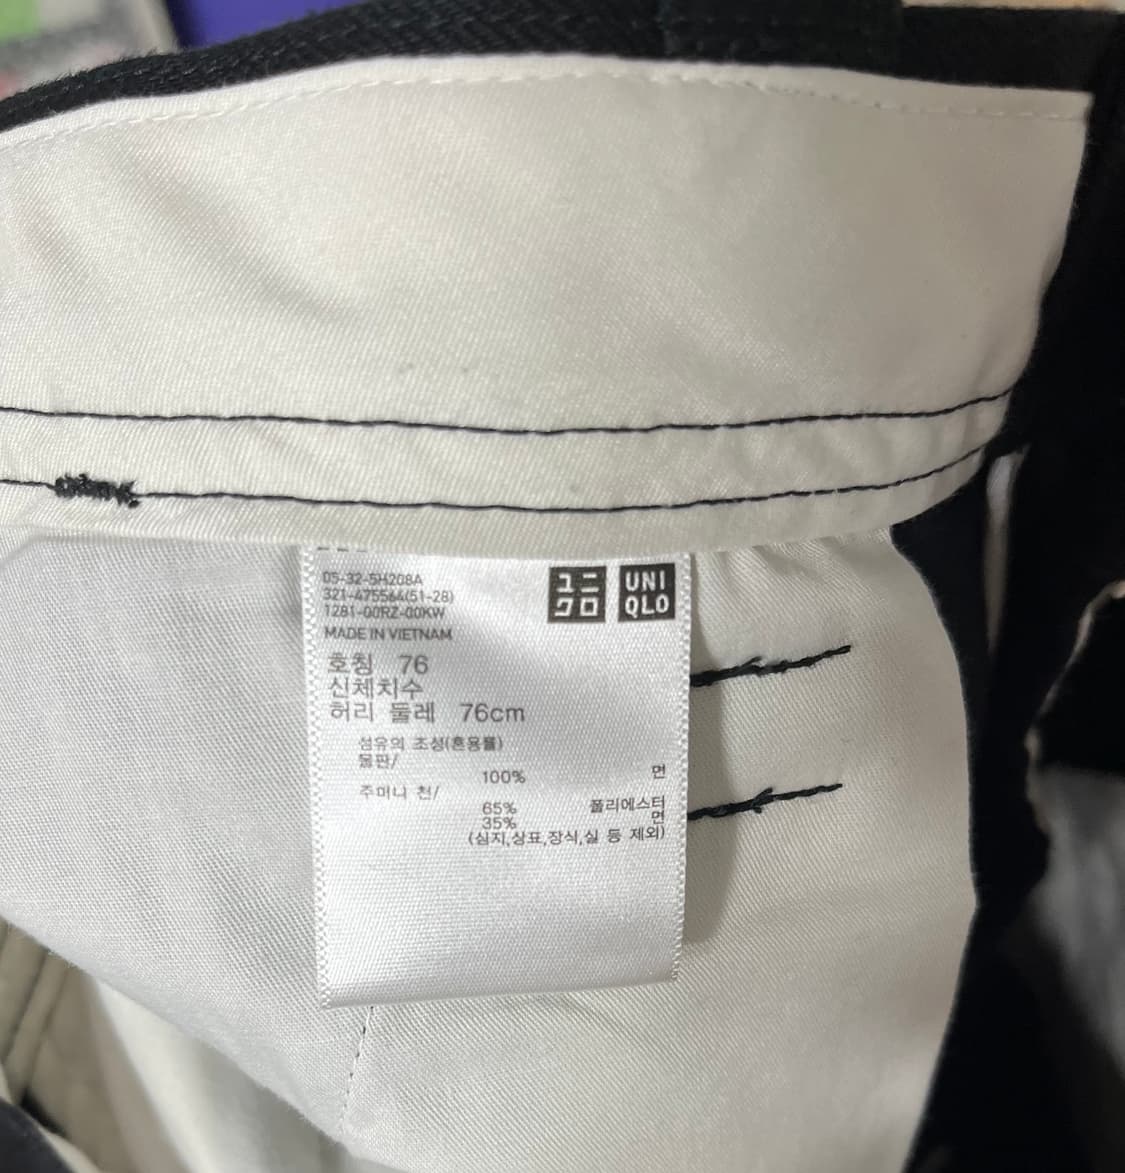 05-32-5H208A
321-475564(51-28)
1281-00RZ-00KW
MADE IN VIETNAM
ユニ
クロ
UNI
QLO
호칭 76
신체치수
허리 둘레 76cm
섬유의 조성(혼용률)
몸판/
100% 면
주머니 천/
65% 폴리에스터
35% 면
(심지,상표,장식,실 등 제외)